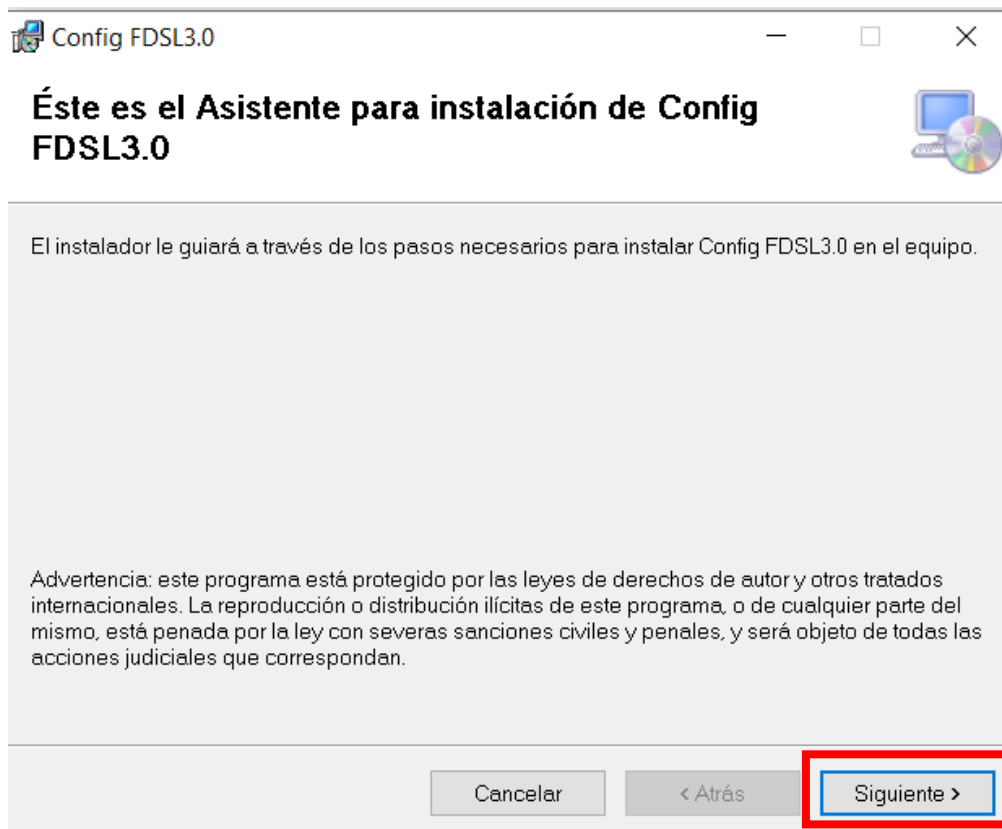 Config FDSL3.0
Éste es el Asistente para instalación de Config
FDSL3.0
El instalador le guiará a través de los pasos necesarios para instalar Config FDSL3.0 en el equipo.
Advertencia: este programa está protegido por las leyes de derechos de autor y otros tratados
internacionales. La reproducción o distribución ilícitas de este programa, o de cualquier parte del
mismo, está penada por la ley con severas sanciones civiles y penales, y será objeto de todas las
acciones judiciales que correspondan.
Cancelar
< Atrás
Siguiente >